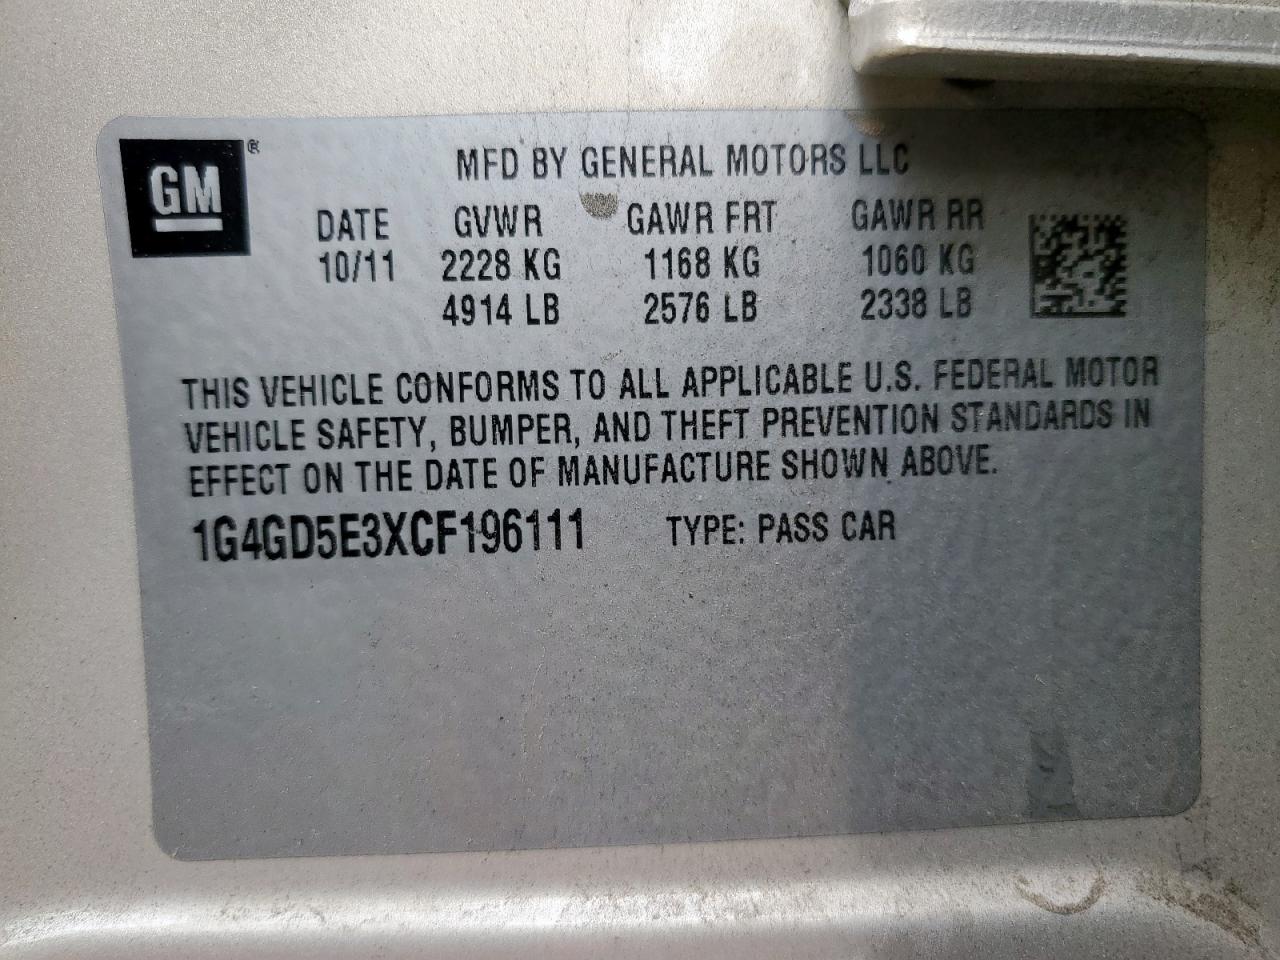 GM ®
MFD BY GENERAL MOTORS LLC
DATE GVWR GAWR FRT GAWR RR
10/11 2228 KG 1168 KG 1060 KG
4914 LB 2576 LB 2338 LB
THIS VEHICLE CONFORMS TO ALL APPLICABLE U.S. FEDERAL MOTOR
VEHICLE SAFETY, BUMPER, AND THEFT PREVENTION STANDARDS IN
EFFECT ON THE DATE OF MANUFACTURE SHOWN ABOVE.
1G4GD5E3XCF196111 TYPE: PASS CAR